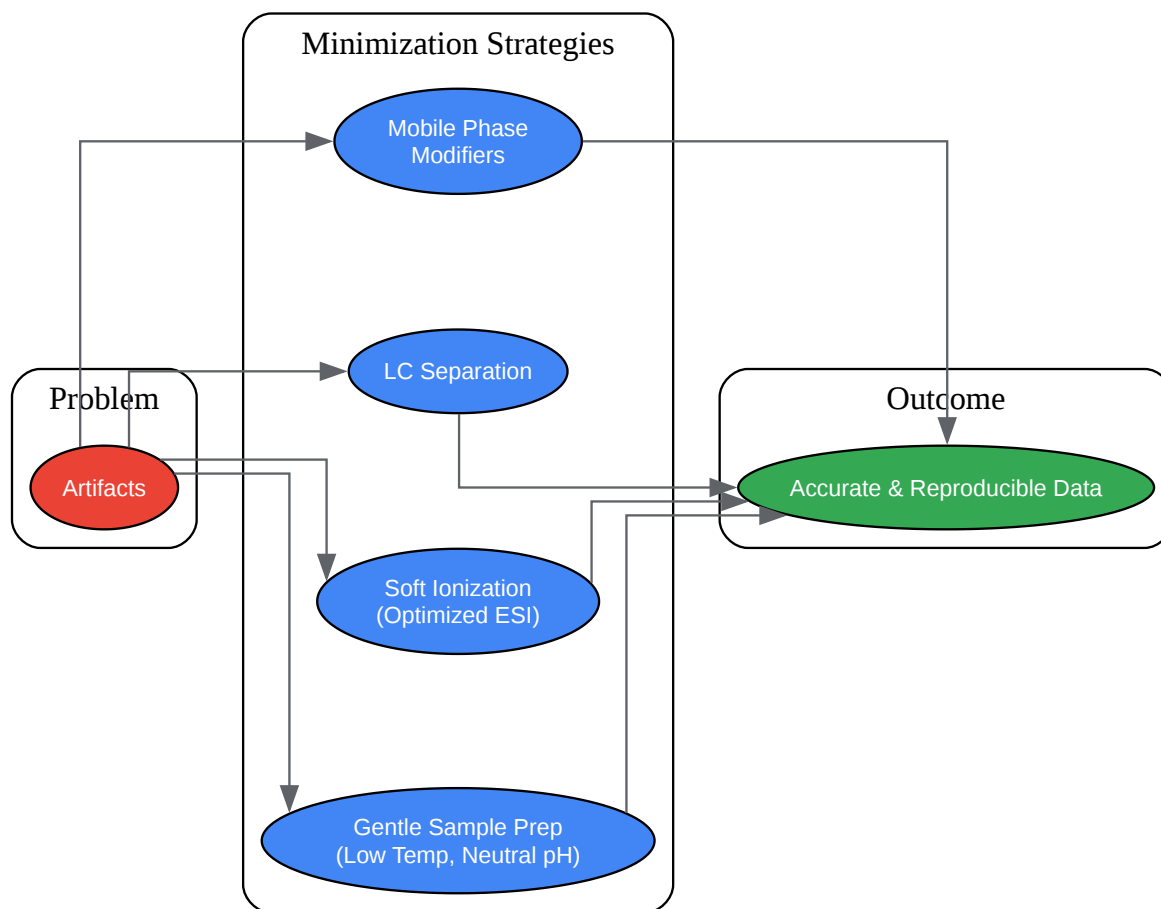 Minimization Strategies
Mobile Phase
Modifiers
LC Separation
Problem
Artifacts
Outcome
Accurate & Reproducible Data
Soft Ionization
(Optimized ESI)
Gentle Sample Prep
(Low Temp, Neutral pH)